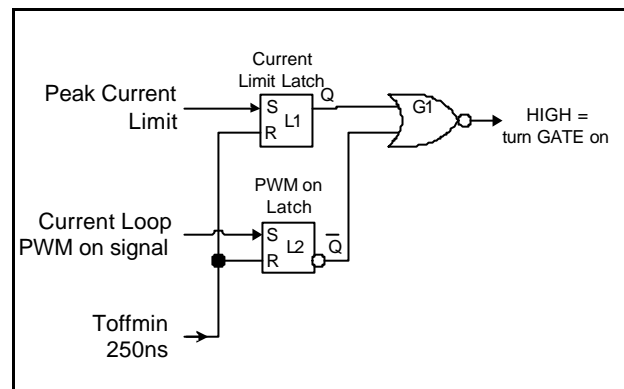 Current
Limit Latch
Peak Current
Limit
S
Q
L1
R
G1
HIGH =
turn GATE on
PWM on
Latch
Current Loop
PWM on signal
S
Q
L2
R
Toffmin
250ns